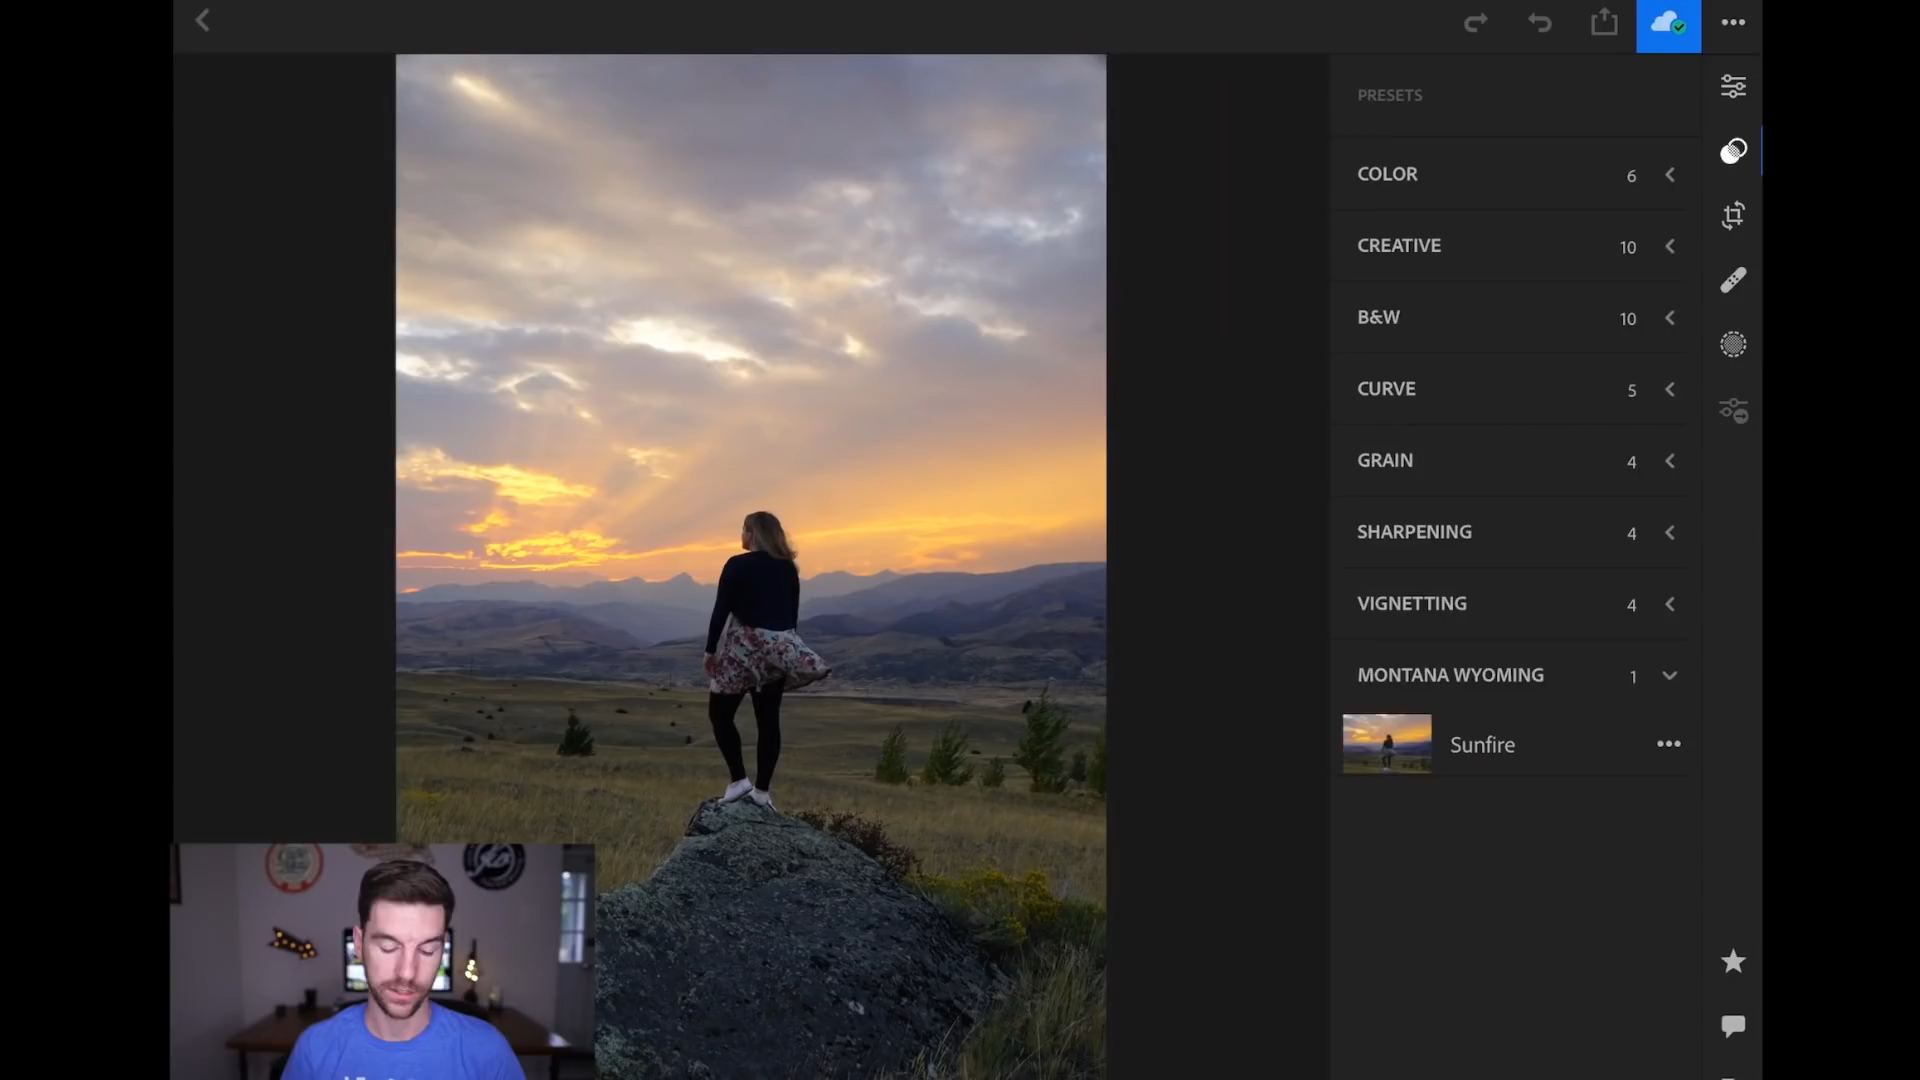 PRESETS
COLOR 6
CREATIVE 10
B&W 10
CURVE 5
GRAIN 4
SHARPENING 4
VIGNETTING 4
MONTANA WYOMING 1
Sunfire